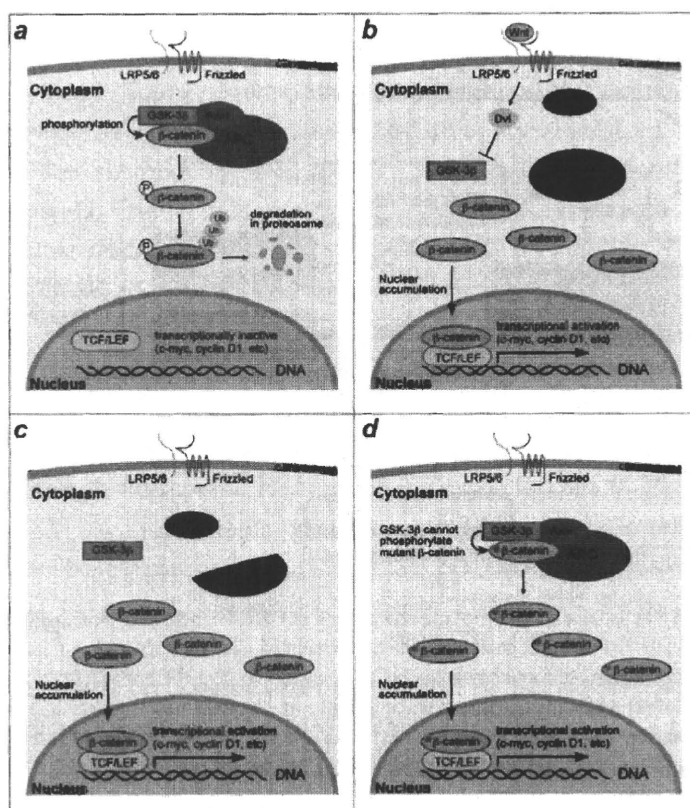 a
LRP5/6
Frizzled
Cytoplasm
GSK-3β
phosphorylation
β-catenin
P
β-catenin
Ub
Ub
Ub
P
β-catenin
degradation
in proteosome
TCF/LEF
transcriptionally inactive
(c-myc, cyclin D1, etc)
DNA
Nucleus
b
Wnt
LRP5/6
Frizzled
Cytoplasm
Dvl
GSK-3β
β-catenin
β-catenin
β-catenin
β-catenin
Nuclear
accumulation
β-catenin
TCF/LEF
transcriptional activation
(c-myc, cyclin D1, etc)
DNA
Nucleus
c
LRP5/6
Frizzled
Cytoplasm
GSK-3β
β-catenin
β-catenin
β-catenin
β-catenin
Nuclear
accumulation
β-catenin
TCF/LEF
transcriptional activation
(c-myc, cyclin D1, etc)
DNA
Nucleus
d
LRP5/6
Frizzled
Cytoplasm
GSK-3β cannot
phosphorylate
mutant β-catenin
GSK-3β
β-catenin
β-catenin
β-catenin
β-catenin
β-catenin
Nuclear
accumulation
β-catenin
TCF/LEF
transcriptional activation
(c-myc, cyclin D1, etc)
DNA
Nucleus